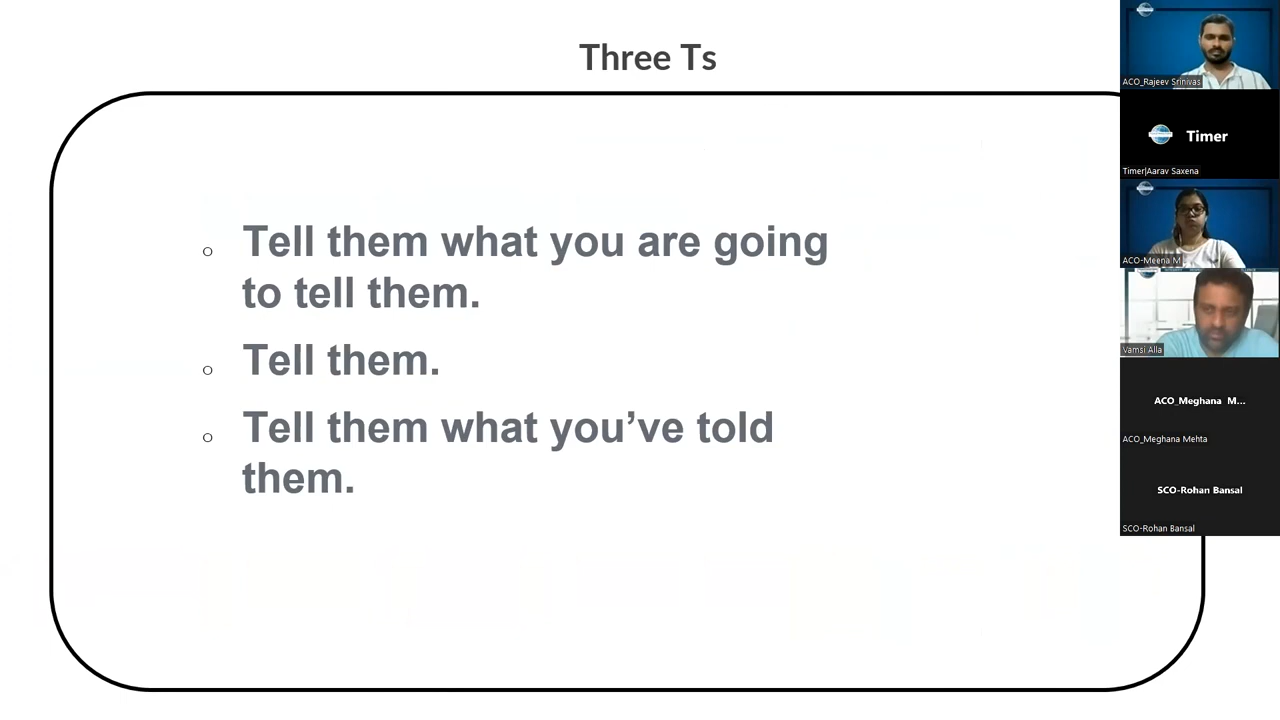 Three Ts
Tell them what you are going
to tell them.
Tell them.
Tell them what you’ve told
them.
ACO_Rajeev Srinivas
Timer
Timer|Aarav Saxena
ACO-Meena M
Vamsi Alla
ACO_Meghana M...
ACO_Meghana Mehta
SCO-Rohan Bansal
SCO-Rohan Bansal